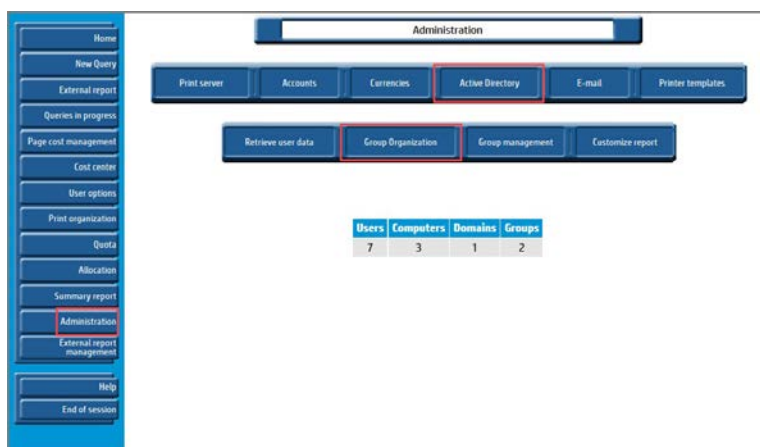 Administration
Home
New Query
External report
Queries in progress
Page cost management
Cost center
User options
Print organization
Quota
Allocation
Summary report
Administration
External report
management
Help
End of session
Print server Accounts Currencies Active Directory E-mail Printer templates
Retrieve user data Group Organization Group management Customize report
Users Computers Domains Groups
7 3 1 2